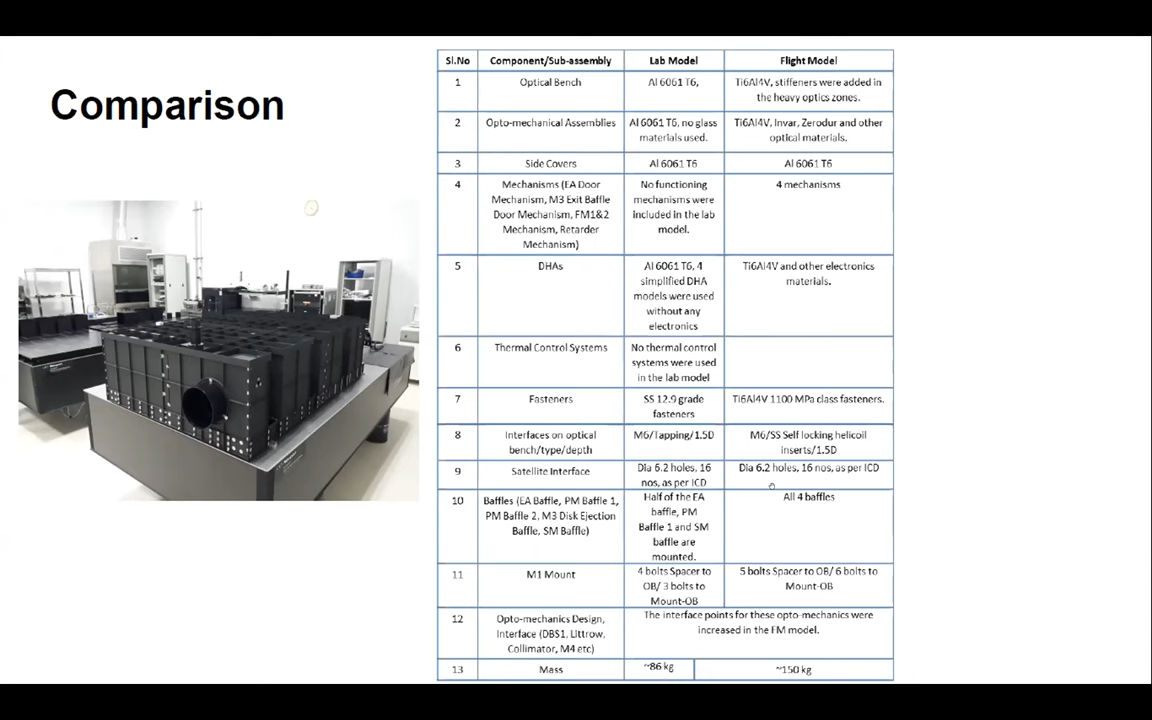 Comparison
Sl.No Component/Sub-assembly Lab Model Flight Model
1 Optical Bench Al 6061 T6, Ti6Al4V, stiffeners were added in
the heavy optics zones.
2 Opto-mechanical Assemblies Al 6061 T6, no glass Ti6Al4V, Invar, Zerodur and other
materials used. optical materials.
3 Side Covers Al 6061 T6 Al 6061 T6
4 Mechanisms (EA Door No functioning 4 mechanisms
Mechanism, M3 Exit Baffle mechanisms were
Door Mechanism, FM1&2 included in the lab
Mechanism, Retarder model.
Mechanism)
5 DHAs Al 6061 T6, 4 Ti6Al4V and other electronics
simplified DHA materials.
models were used
without any
electronics
6 Thermal Control Systems No thermal control
systems were used
in the lab model
7 Fasteners SS 12.9 grade Ti6Al4V 1100 MPa class fasteners.
fasteners
8 Interfaces on optical M6/Tapping/1.5D M6/SS Self locking helicoil
bench/type/depth inserts/1.5D
9 Satellite Interface Dia 6.2 holes, 16 Dia 6.2 holes, 16 nos, as per ICD
nos, as per ICD
10 Baffles (EA Baffle, PM Baffle 1, Half of the EA All 4 baffles
PM Baffle 2, M3 Disk Ejection baffle, PM
Baffle, SM Baffle) Baffle 1 and SM
baffle are
mounted.
11 M1 Mount 4 bolts Spacer to 5 bolts Spacer to OB/ 6 bolts to
OB/ 3 bolts to Mount-OB
Mount-OB
12 Opto-mechanics Design, The interface points for these opto-mechanics were
Interface (DBS1, Littrow, increased in the FM model.
Collimator, M4 etc)
13 Mass ~86 kg ~150 kg